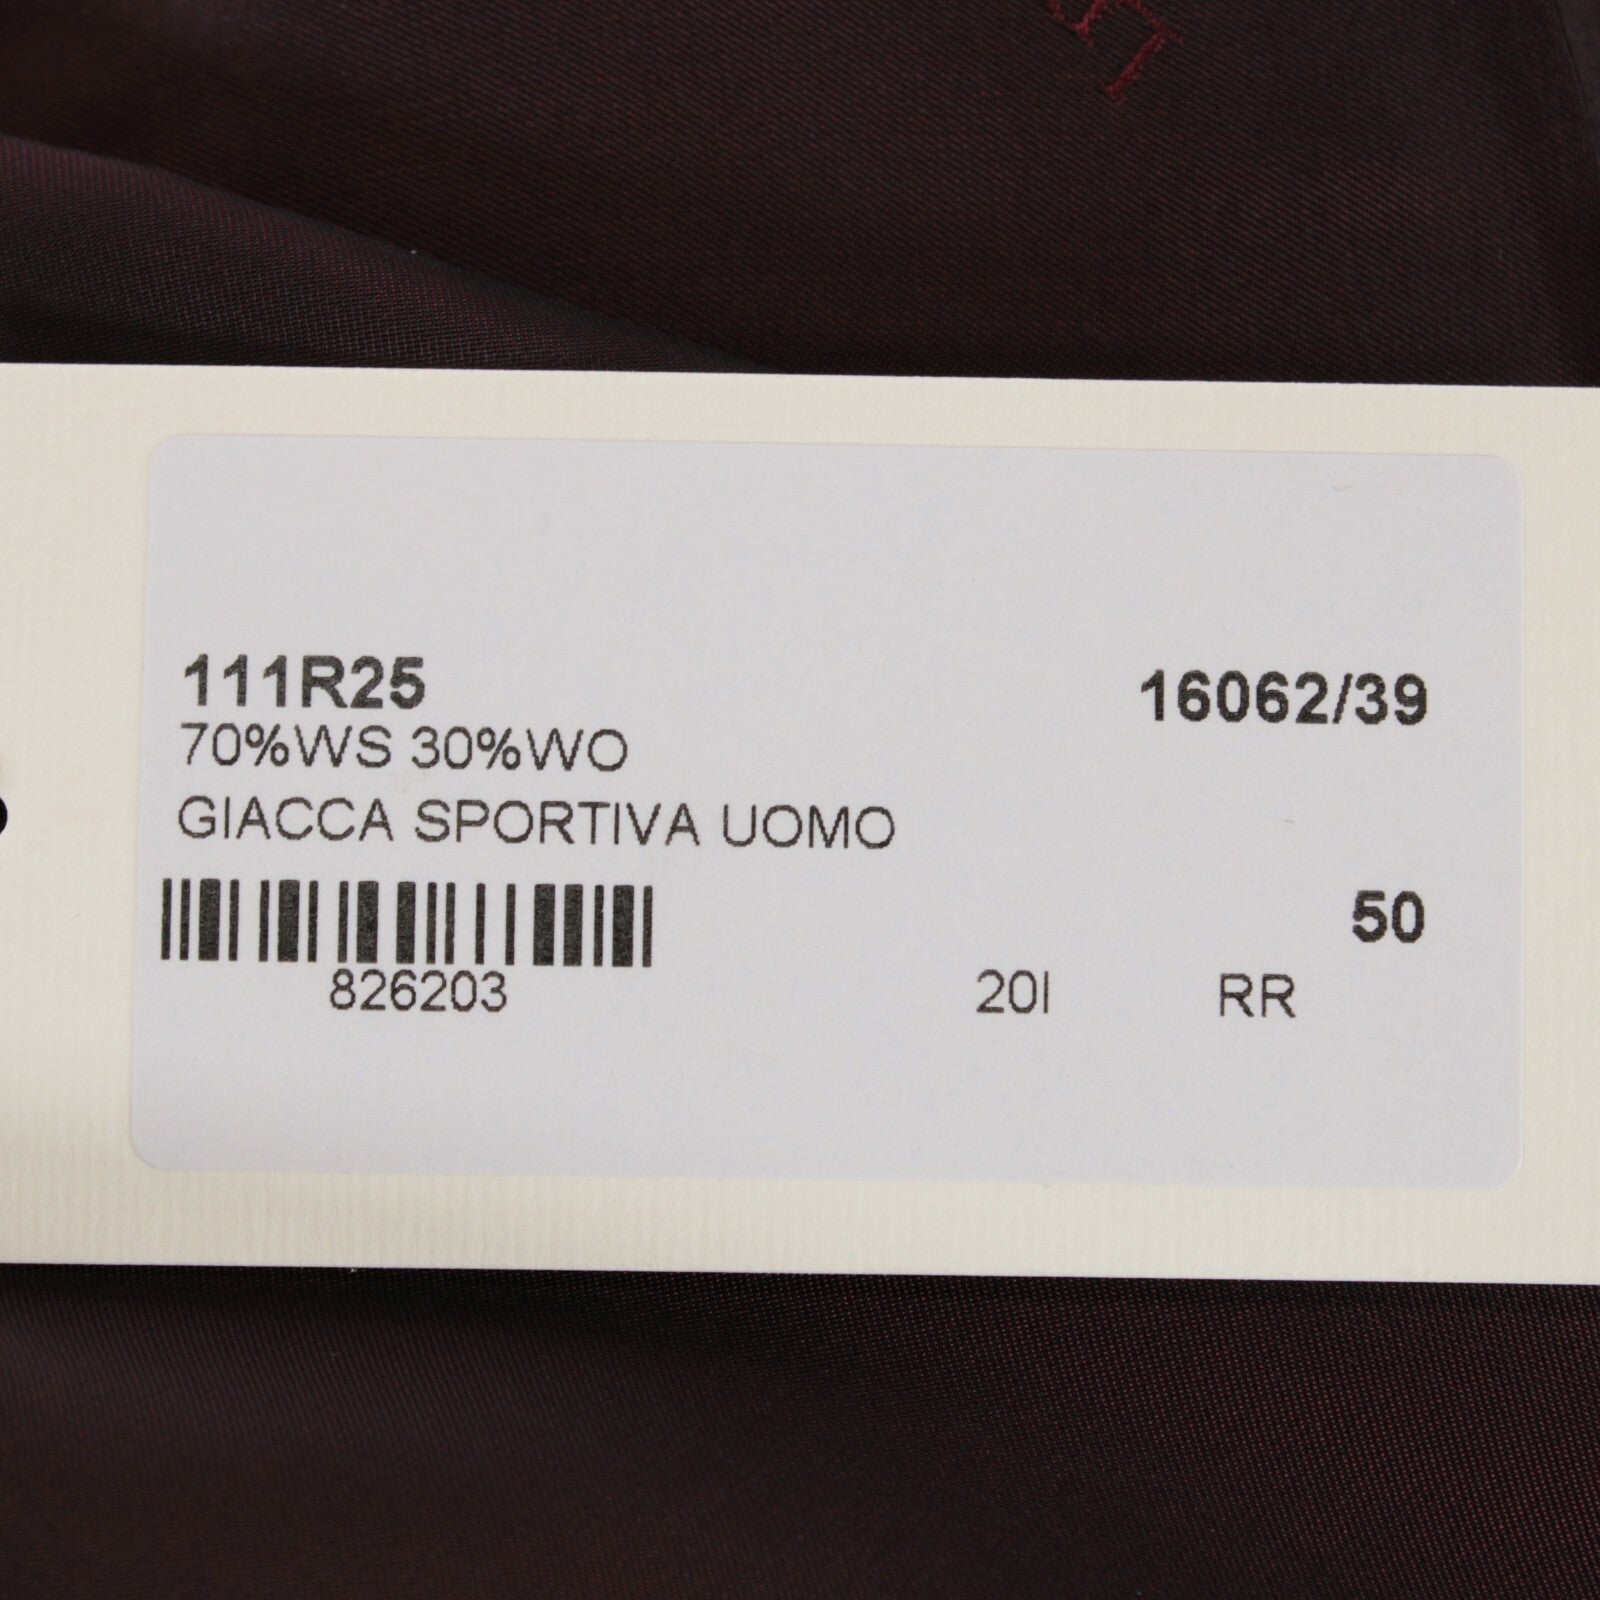 111R25 16062/39
70%WS 30%WO
GIACCA SPORTIVA UOMO
50
826203 20I RR